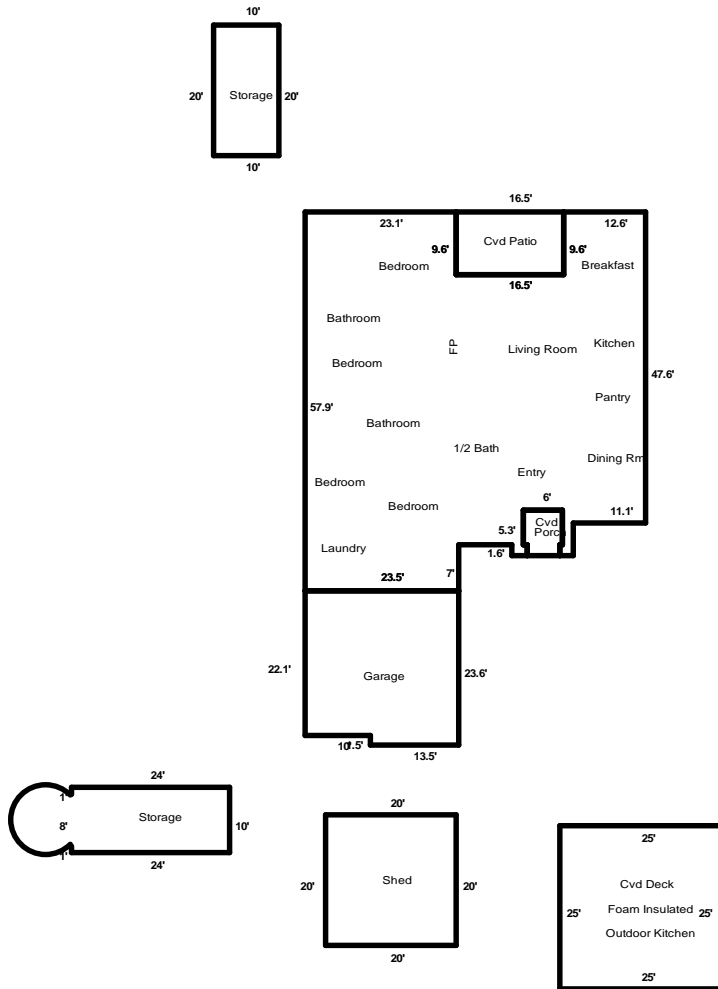 10'
20' Storage 20'
10'
16.5'
23.1' 12.6'
9.6' Cvd Patio 9.6'
Bedroom Breakfast
16.5'
Bathroom
FP Living Room Kitchen
Bedroom
47.6'
57.9' Pantry
Bathroom
1/2 Bath Dining Rm
Entry
Bedroom
6'
Bedroom 11.1'
5.3' Cvd
Porch
Laundry 1.6'
23.5' 7'
22.1' Garage 23.6'
10' 1.5'
13.5'
24'
1'
8' Storage 10'
1'
24'
20'
20' Shed 20'
20'
25'
Cvd Deck
25' Foam Insulated 25'
Outdoor Kitchen
25'